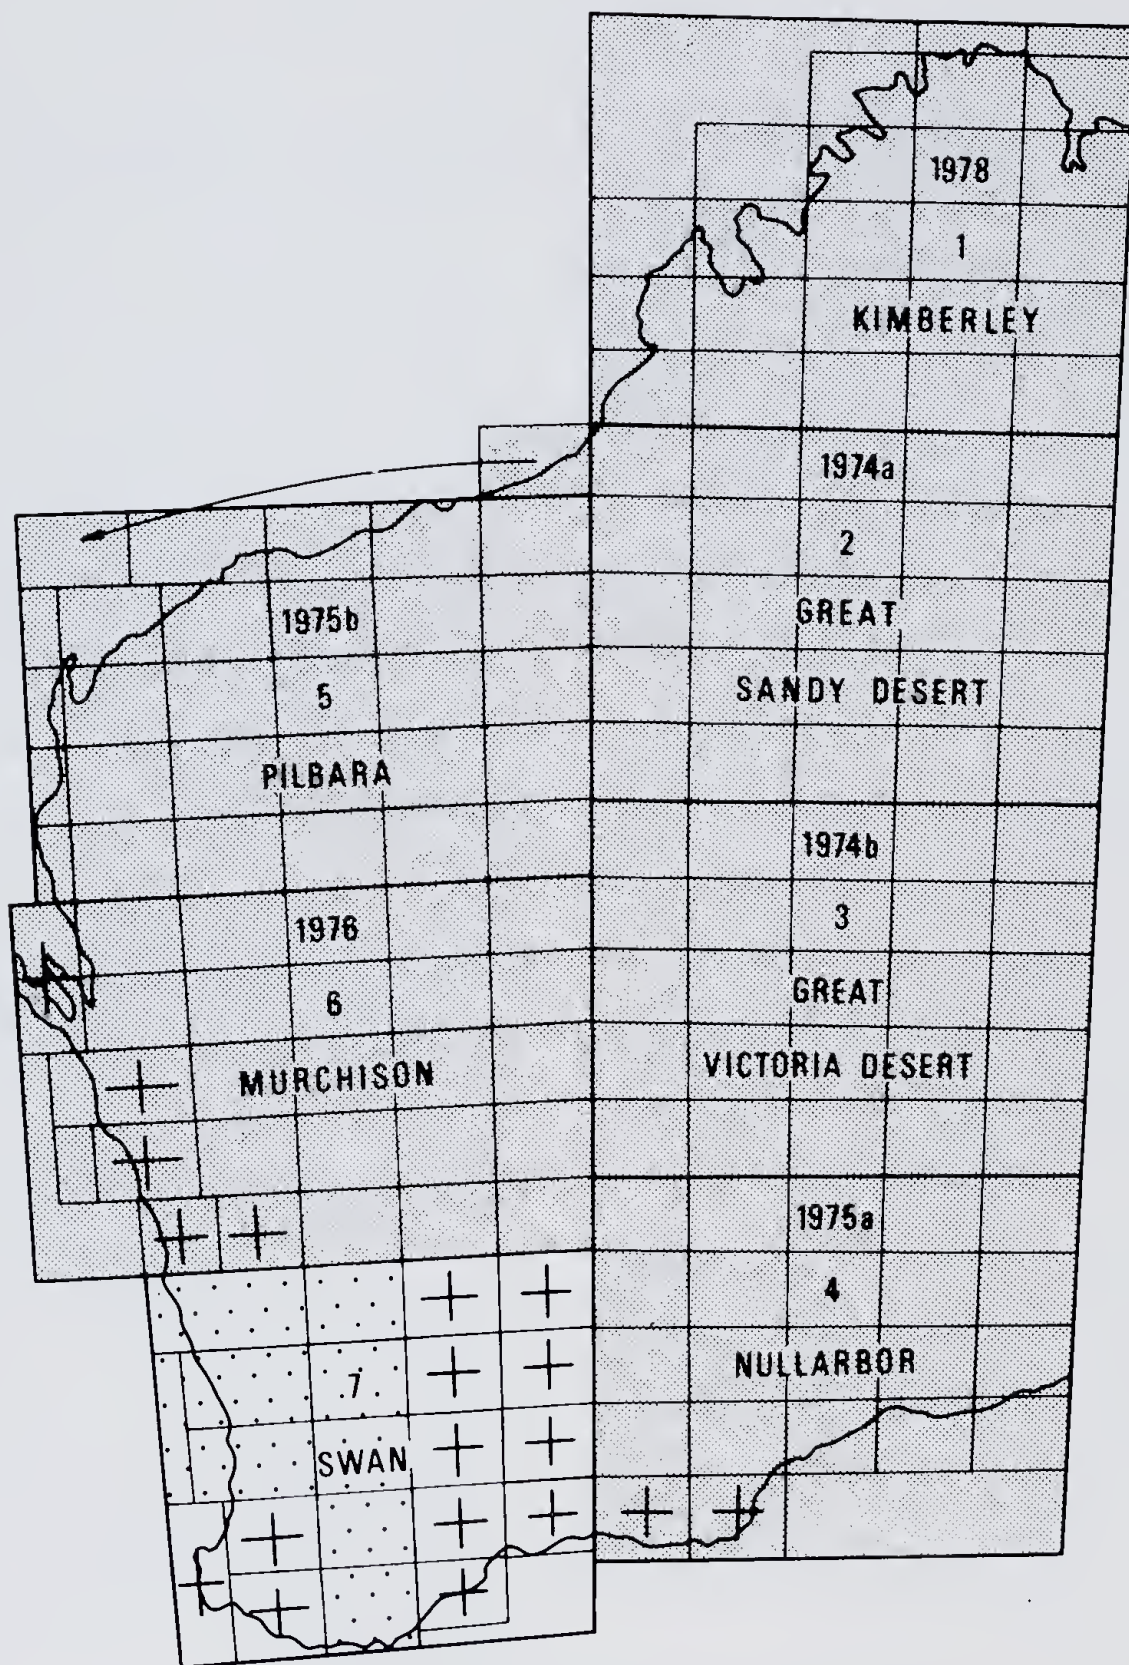 1978
1
KIMBERLEY
1974a
2
GREAT
SANDY DESERT
1975b
5
PILBARA
1974b
3
GREAT
VICTORIA DESERT
1976
6
MURCHISON
1975a
4
NULLARBOR
7
SWAN